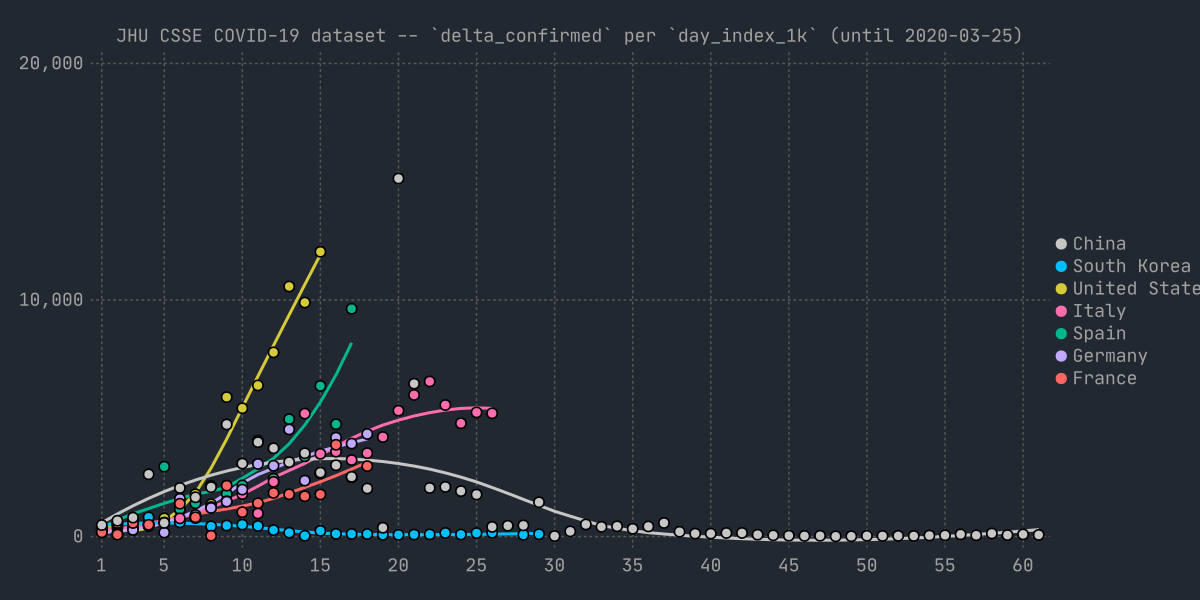 JHU CSSE COVID-19 dataset -- `delta_confirmed` per `day_index_1k` (until 2020-03-25)
20,000
10,000
0
1 5 10 15 20 25 30 35 40 45 50 55 60
China
South Korea
United State
Italy
Spain
Germany
France